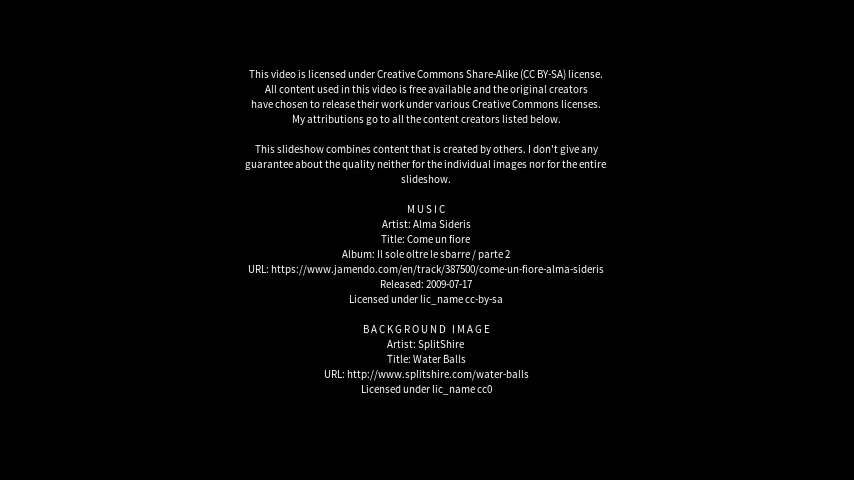 This video is licensed under Creative Commons Share-Alike (CC BY-SA) license.
All content used in this video is free available and the original creators
have chosen to release their work under various Creative Commons licenses.
My attributions go to all the content creators listed below.
This slideshow combines content that is created by others. I don't give any
guarantee about the quality neither for the individual images nor for the entire
slideshow.
MUSIC
Artist: Alma Sideris
Title: Come un fiore
Album: Il sole oltre le sbarre / parte 2
URL: https://www.jamendo.com/en/track/387500/come-un-fiore-alma-sideris
Released: 2009-07-17
Licensed under lic_name cc-by-sa
BACKGROUND IMAGE
Artist: SplitShire
Title: Water Balls
URL: http://www.splitshire.com/water-balls
Licensed under lic_name cc0